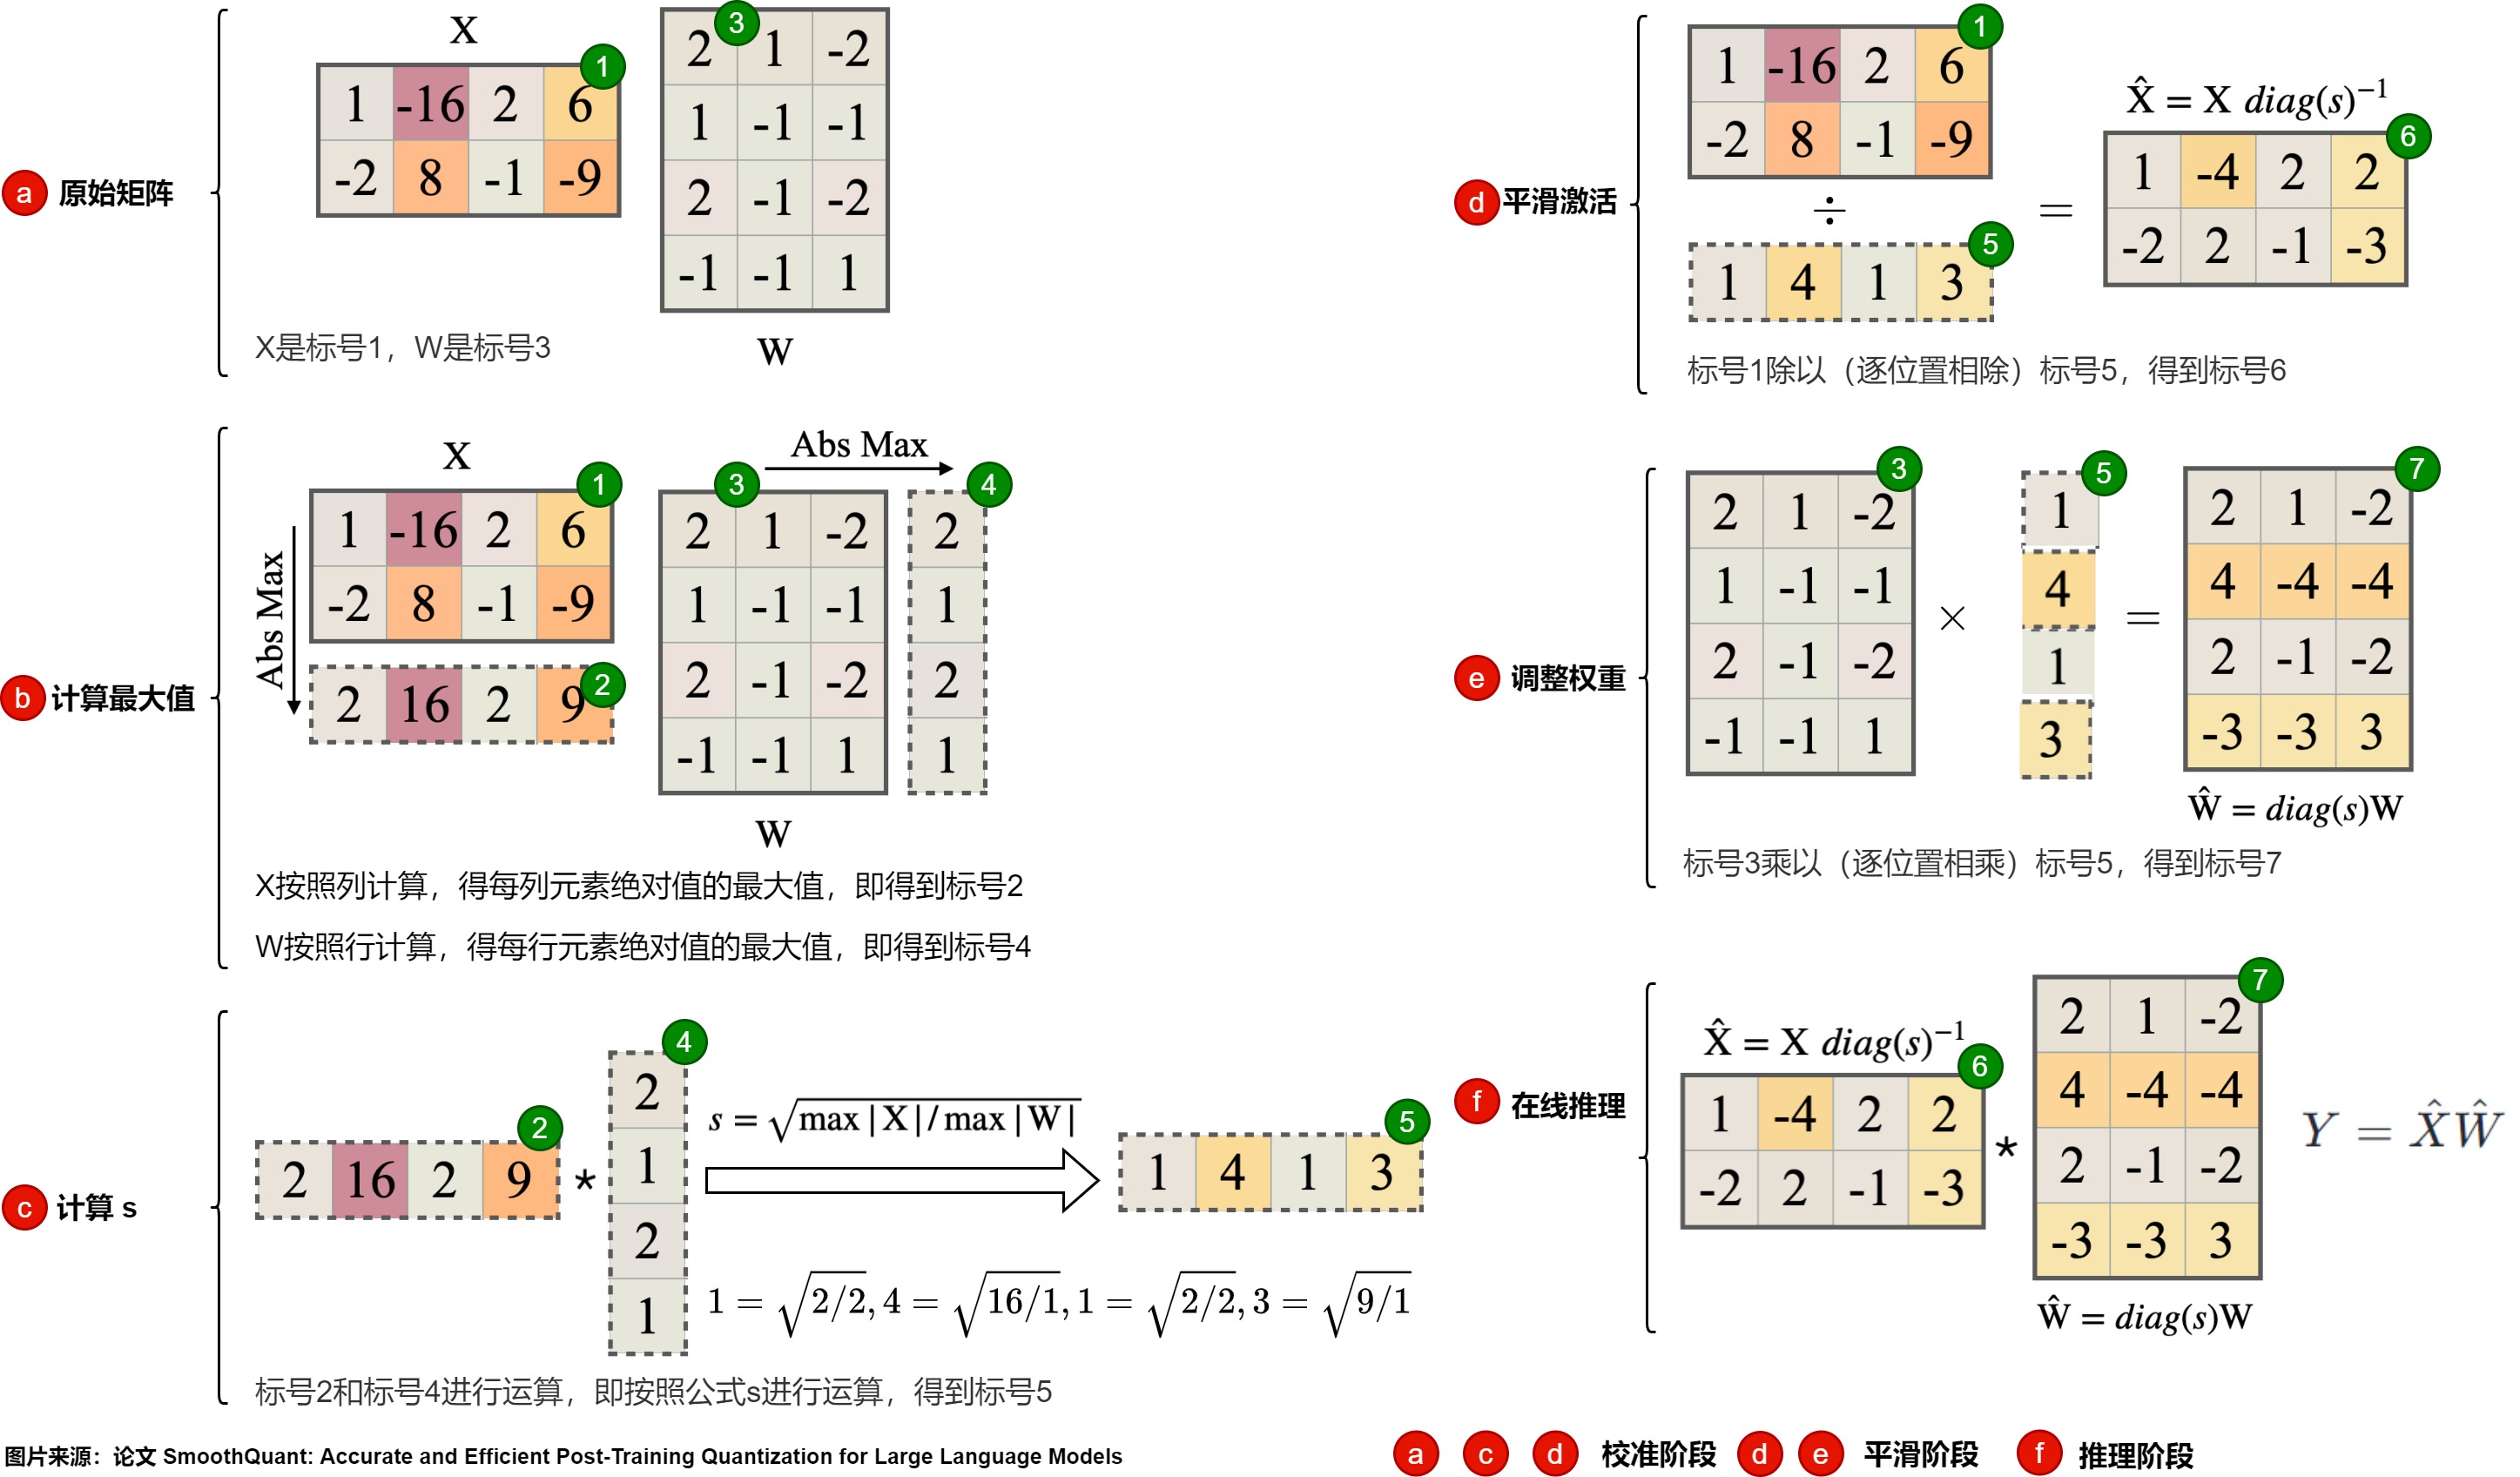 a 原始矩阵
X
1
1 -16 2 6
-2 8 -1 -9
3
2 1 -2
1 -1 -1
2 -1 -2
-1 -1 1
W
X是标号1，W是标号3
b 计算最大值
X
1
Abs Max
1 -16 2 6
-2 8 -1 -9
2
2 16 2 9
Abs Max
3
2 1 -2
1 -1 -1
2 -1 -2
-1 -1 1
W
4
2
1
2
1
X按照列计算，得每列元素绝对值的最大值，即得到标号2
W按照行计算，得每行元素绝对值的最大值，即得到标号4
c 计算 s
2
2 16 2 9
*
4
2
1
2
1
s = √max |X| / max |W|
5
1 4 1 3
1 = √2/2, 4 = √16/1, 1 = √2/2, 3 = √9/1
标号2和标号4进行运算，即按照公式s进行运算，得到标号5
图片来源：论文 SmoothQuant: Accurate and Efficient Post-Training Quantization for Large Language Models
d 平滑激活
1
1 -16 2 6
-2 8 -1 -9
÷
5
1 4 1 3
=
X̂ = X diag(s)⁻¹
6
1 -4 2 2
-2 2 -1 -3
标号1除以（逐位置相除）标号5，得到标号6
e 调整权重
3
2 1 -2
1 -1 -1
2 -1 -2
-1 -1 1
×
5
1
4
1
3
=
7
2 1 -2
4 -4 -4
2 -1 -2
-3 -3 3
Ŵ = diag(s)W
标号3乘以（逐位置相乘）标号5，得到标号7
f 在线推理
X̂ = X diag(s)⁻¹
6
1 -4 2 2
-2 2 -1 -3
*
7
2 1 -2
4 -4 -4
2 -1 -2
-3 -3 3
Ŵ = diag(s)W
Y = X̂Ŵ
a c d 校准阶段 d e 平滑阶段 f 推理阶段